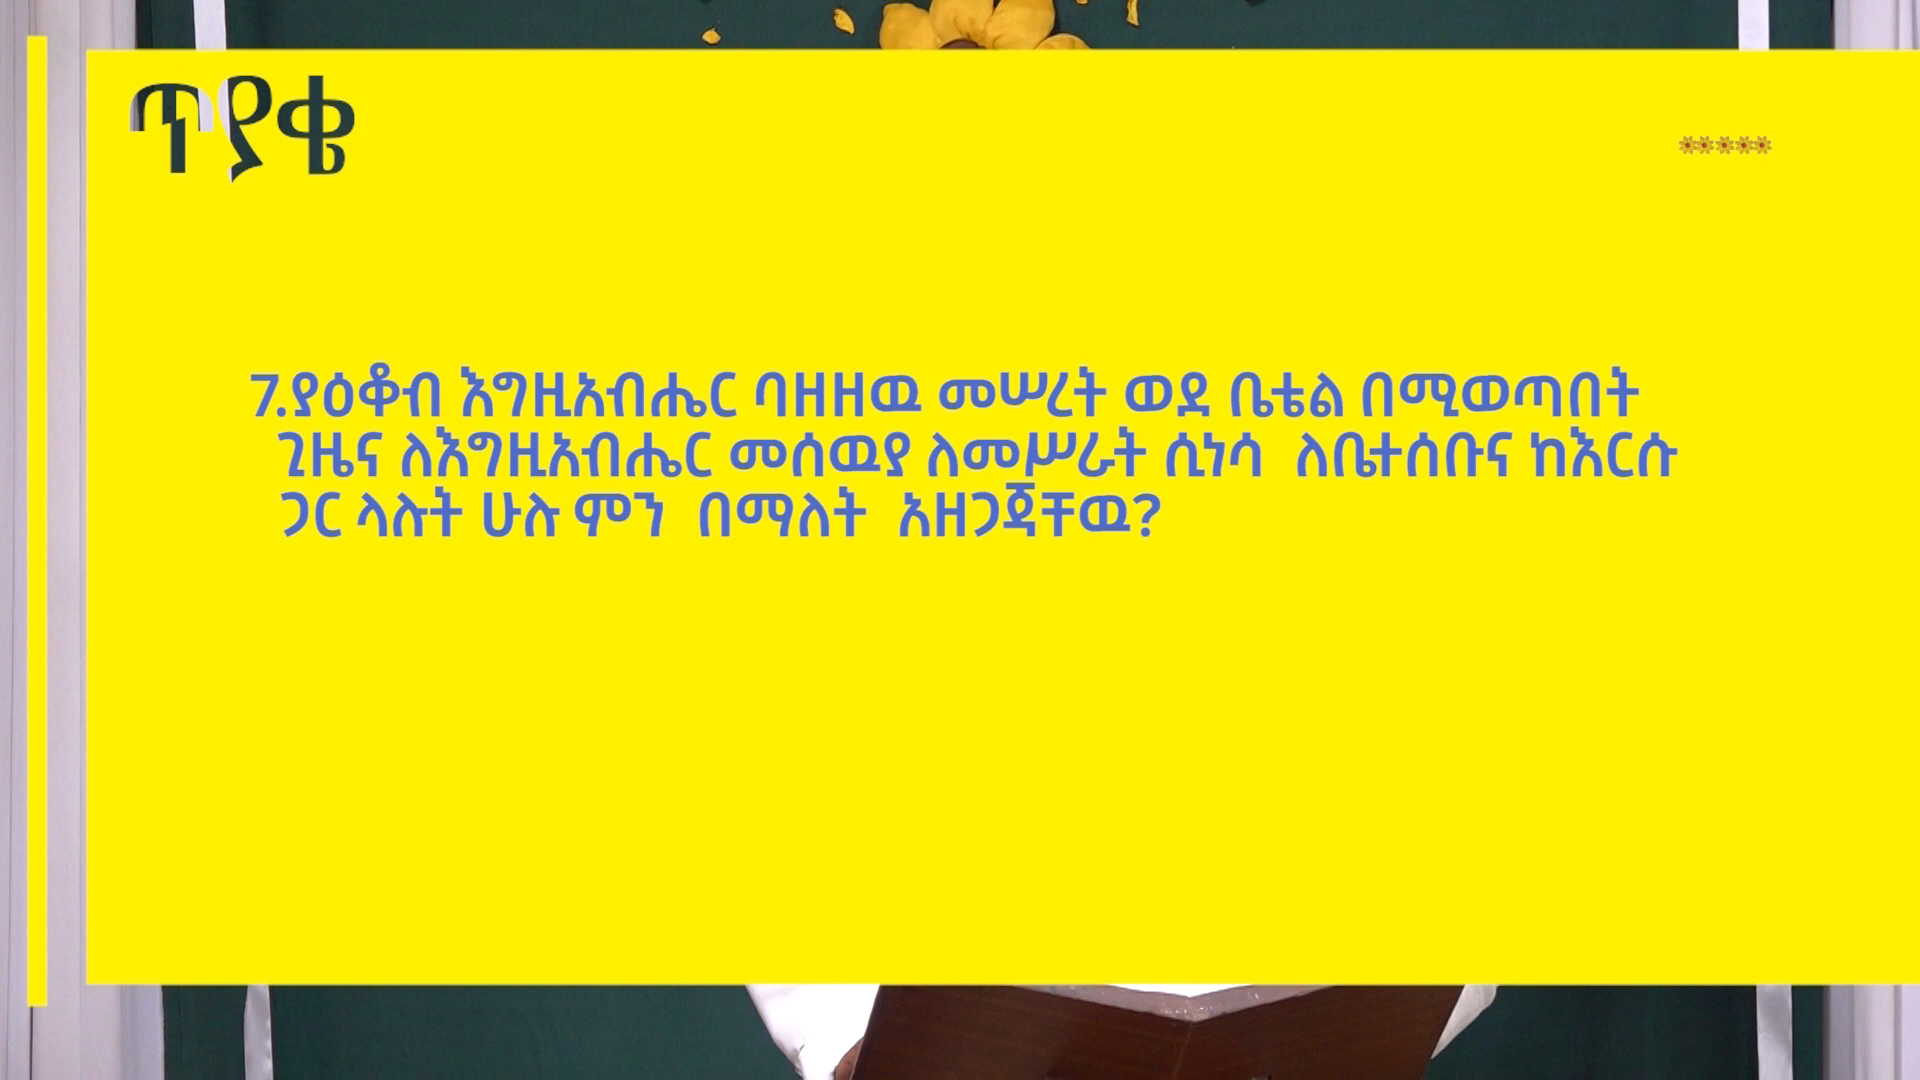 ጥያቄ
7.ያዕቆብ እግዚአብሔር ባዘዘዉ መሠረት ወደ ቤቴል በሚወጣበት
ጊዜና ለእግዚአብሔር መሰዉያ ለመሥራት ሲነሳ ለቤተሰቡና ከእርሱ
ጋር ላሉት ሁሉ ምን በማለት አዘጋጃቸዉ?